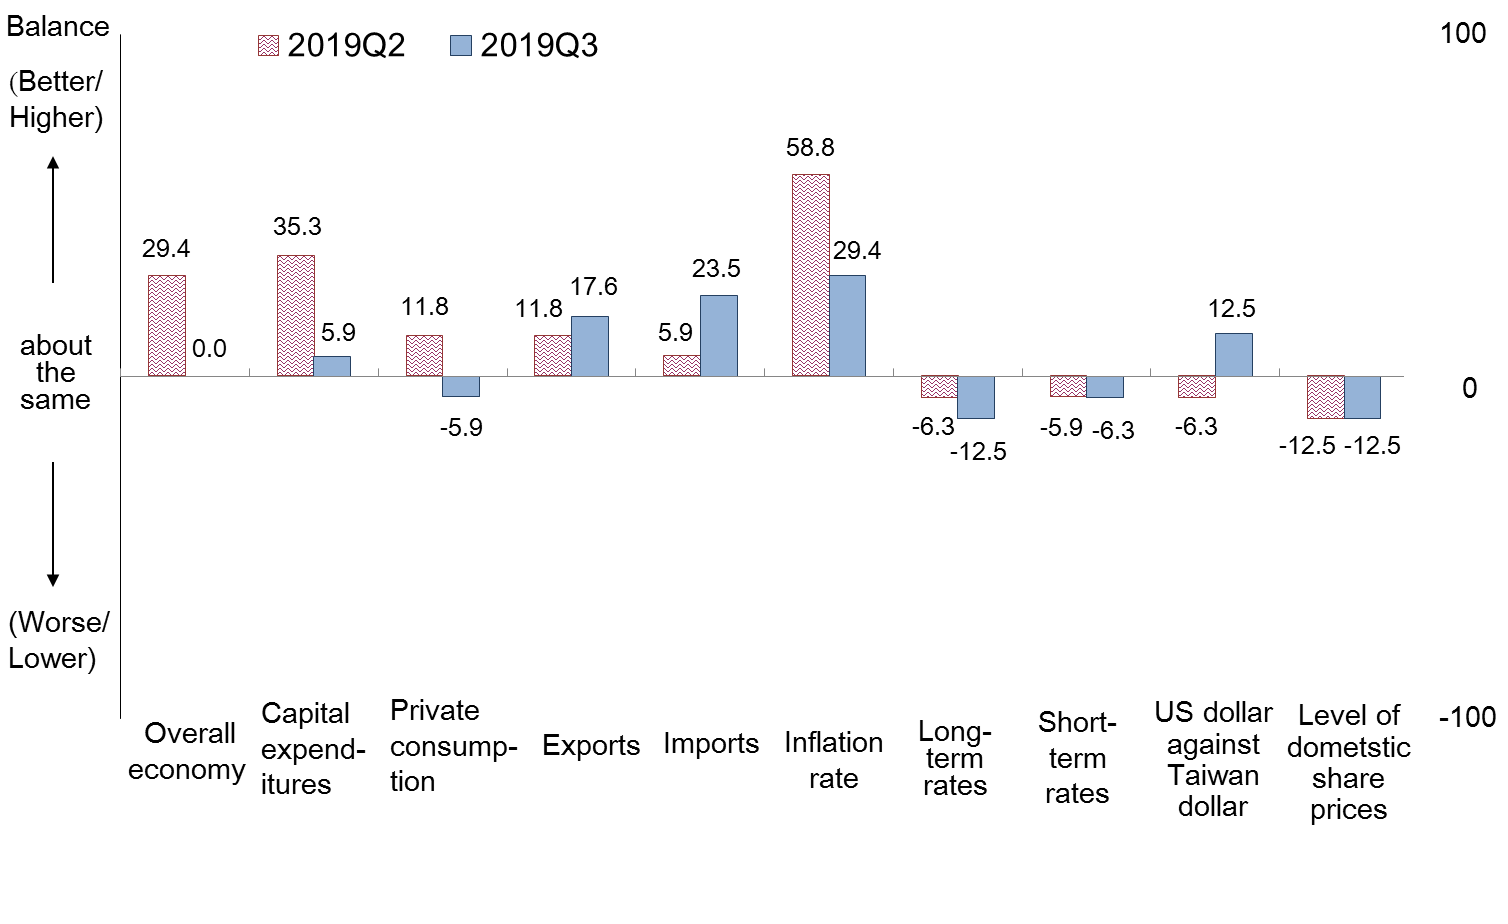 Balance
(Better/
Higher)
about
the
same
(Worse/
Lower)
2019Q2
2019Q3
100
0
-100
29.4
0.0
35.3
5.9
11.8
-5.9
11.8
17.6
5.9
23.5
58.8
29.4
-6.3
-12.5
-5.9
-6.3
-6.3
12.5
-12.5
-12.5
Overall
economy
Capital
expend-
itures
Private
consump-
tion
Exports
Imports
Inflation
rate
Long-
term
rates
Short-
term
rates
US dollar
against
Taiwan
dollar
Level of
dometstic
share
prices